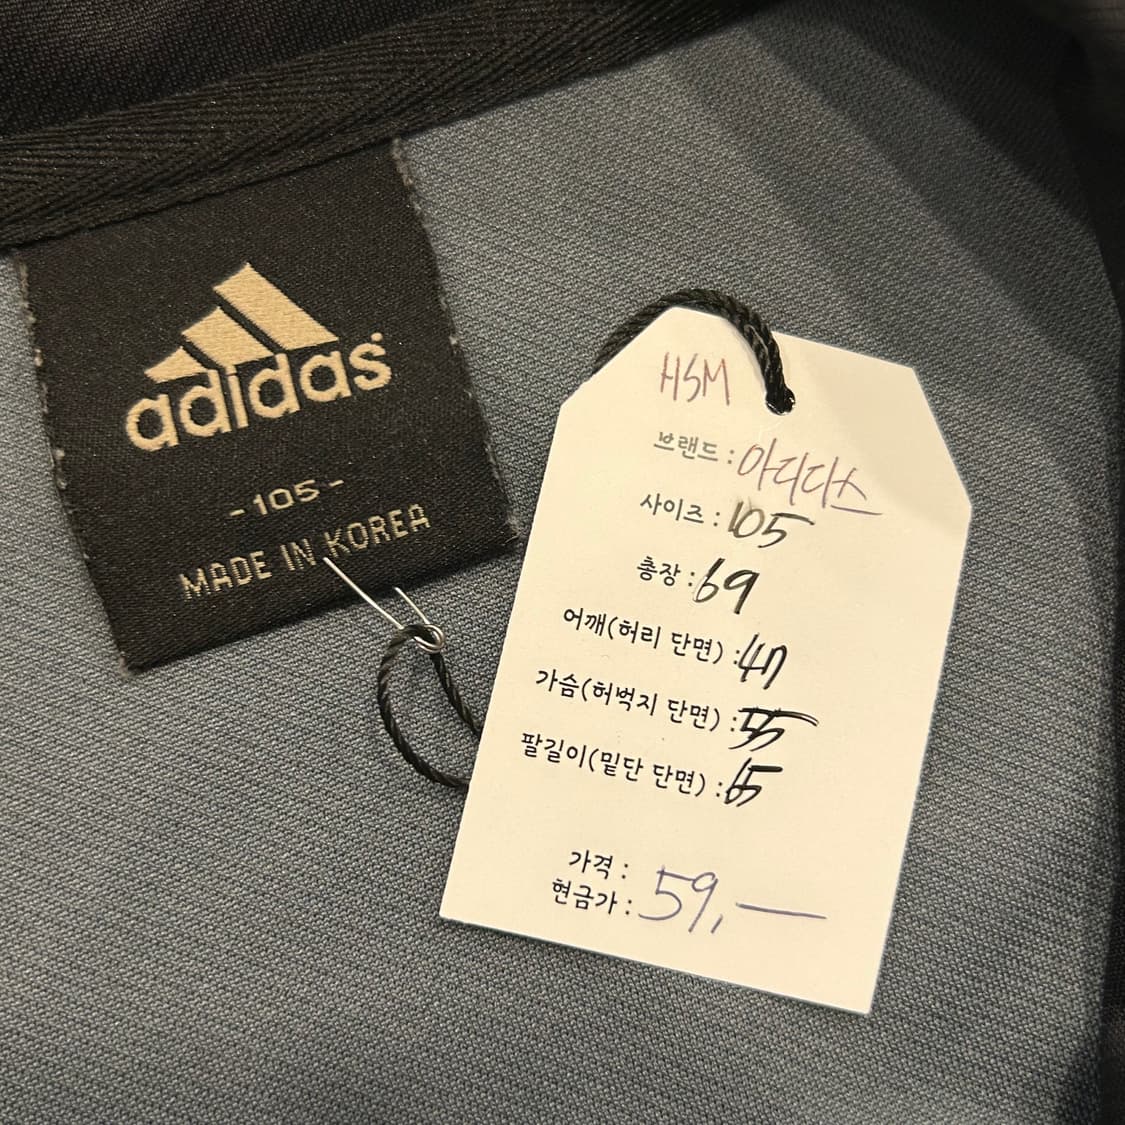 adidas
-105-
MADE IN KOREA
HSM
브랜드 : 아디다스
사이즈 : 105
총장 : 69
어깨(허리 단면) : 47
가슴(허벅지 단면) : 55
팔길이(밑단 단면) : 65
가격 :
현금가 : 59,—